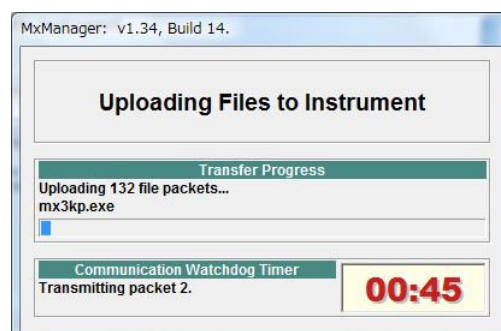 MxManager: v1.34, Build 14.
Uploading Files to Instrument
Transfer Progress
Uploading 132 file packets...
mx3kp.exe
Communication Watchdog Timer
Transmitting packet 2.
00:45